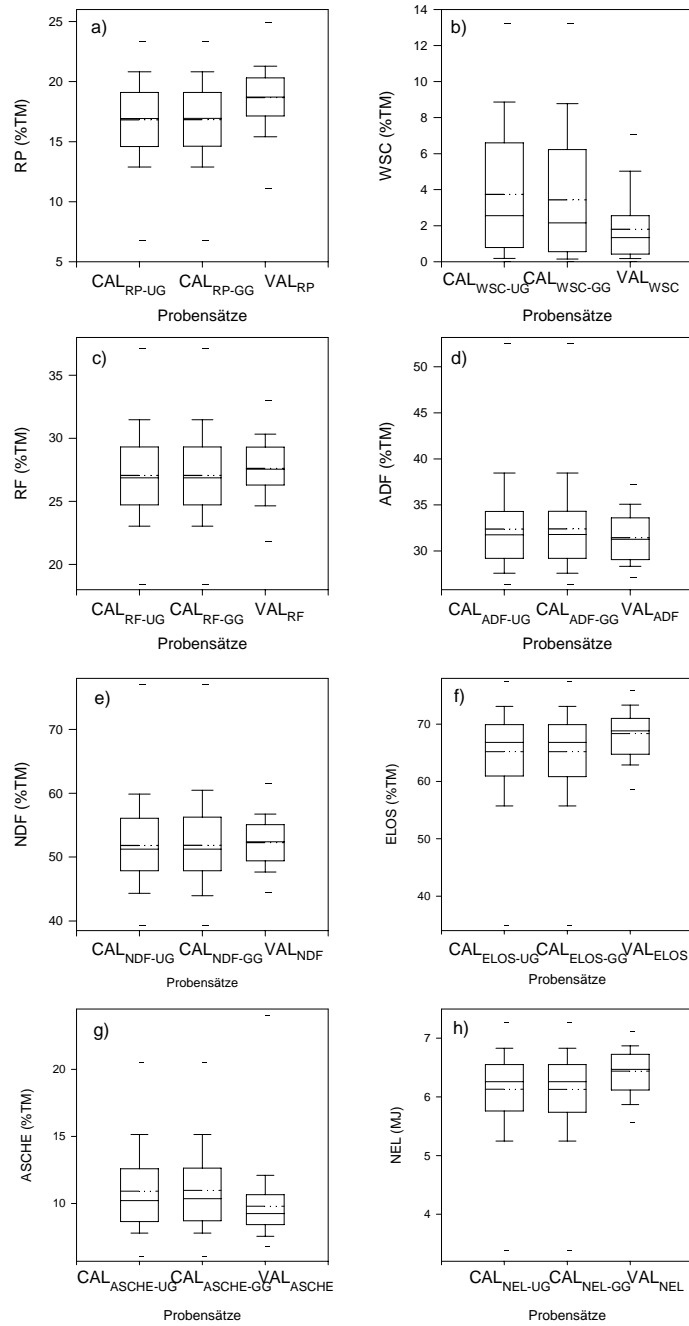 a)
RP (%TM)
25
20
15
10
5
CAL_RP-UG CAL_RP-GG VAL_RP
Probensätze
b)
WSC (%TM)
14
12
10
8
6
4
2
0
CAL_WSC-UG CAL_WSC-GG VAL_WSC
Probensätze
c)
RF (%TM)
35
30
25
20
CAL_RF-UG CAL_RF-GG VAL_RF
Probensätze
d)
ADF (%TM)
50
45
40
35
30
CAL_ADF-UG CAL_ADF-GG VAL_ADF
Probensätze
e)
NDF (%TM)
70
60
50
40
CAL_NDF-UG CAL_NDF-GG VAL_NDF
Probensätze
f)
ELOS (%TM)
70
60
40
CAL_ELOS-UG CAL_ELOS-GG VAL_ELOS
Probensätze
g)
ASCHE (%TM)
20
15
10
CAL_ASCHE-UG CAL_ASCHE-GG VAL_ASCHE
Probensätze
h)
NEL (MJ)
7
6
4
CAL_NEL-UG CAL_NEL-GG VAL_NEL
Probensätze